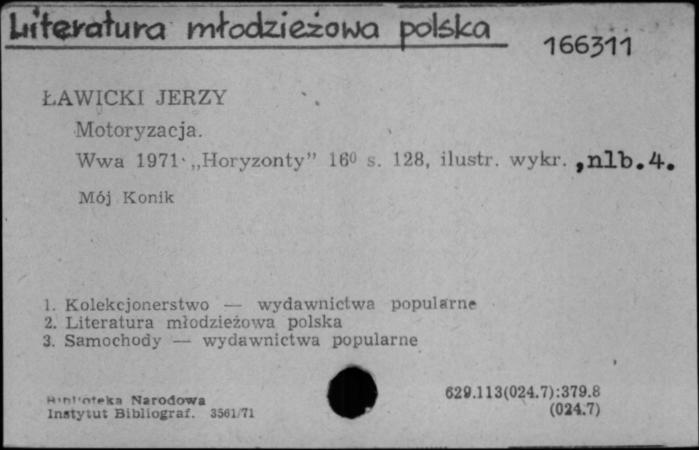 Literatura młodzieżowa polska
166311
ŁAWICKI JERZY
Motoryzacja.
Wwa 1971 „Horyzonty” 16⁰ s. 128, ilustr. wykr. ,nlb.4.
Mój Konik
1. Kolekcjonerstwo — wydawnictwa popularne
2. Literatura młodzieżowa polska
3. Samochody — wydawnictwa popularne
Biblioteka Narodowa
Instytut Bibliograf. 3561/71
629.113(024.7):379.8
(024.7)